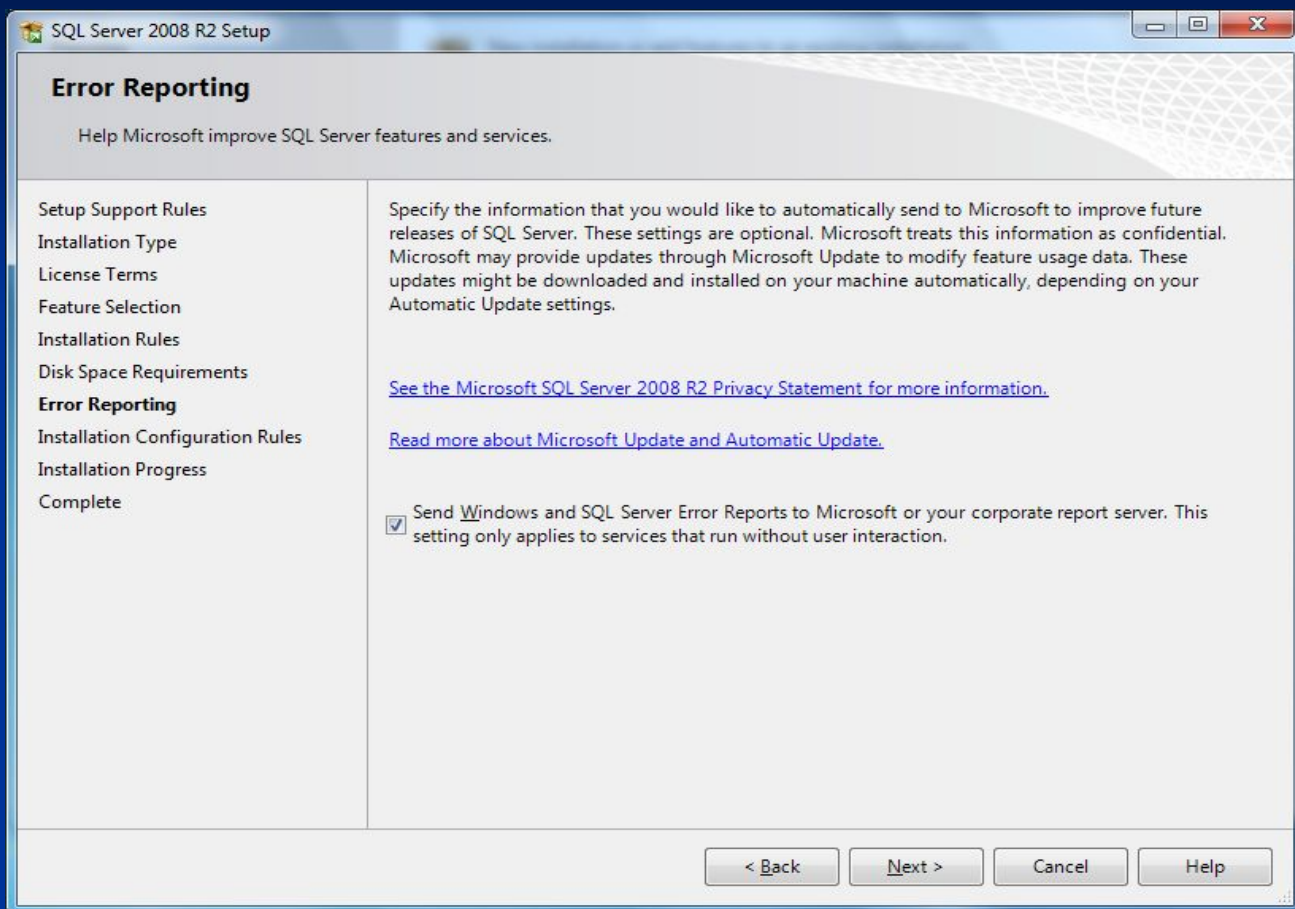 SQL Server 2008 R2 Setup
Error Reporting
Help Microsoft improve SQL Server features and services.
Setup Support Rules
Installation Type
License Terms
Feature Selection
Installation Rules
Disk Space Requirements
Error Reporting
Installation Configuration Rules
Installation Progress
Complete
Specify the information that you would like to automatically send to Microsoft to improve future
releases of SQL Server. These settings are optional. Microsoft treats this information as confidential.
Microsoft may provide updates through Microsoft Update to modify feature usage data. These
updates might be downloaded and installed on your machine automatically, depending on your
Automatic Update settings.
See the Microsoft SQL Server 2008 R2 Privacy Statement for more information.
Read more about Microsoft Update and Automatic Update.
Send Windows and SQL Server Error Reports to Microsoft or your corporate report server. This
setting only applies to services that run without user interaction.
< Back
Next >
Cancel
Help